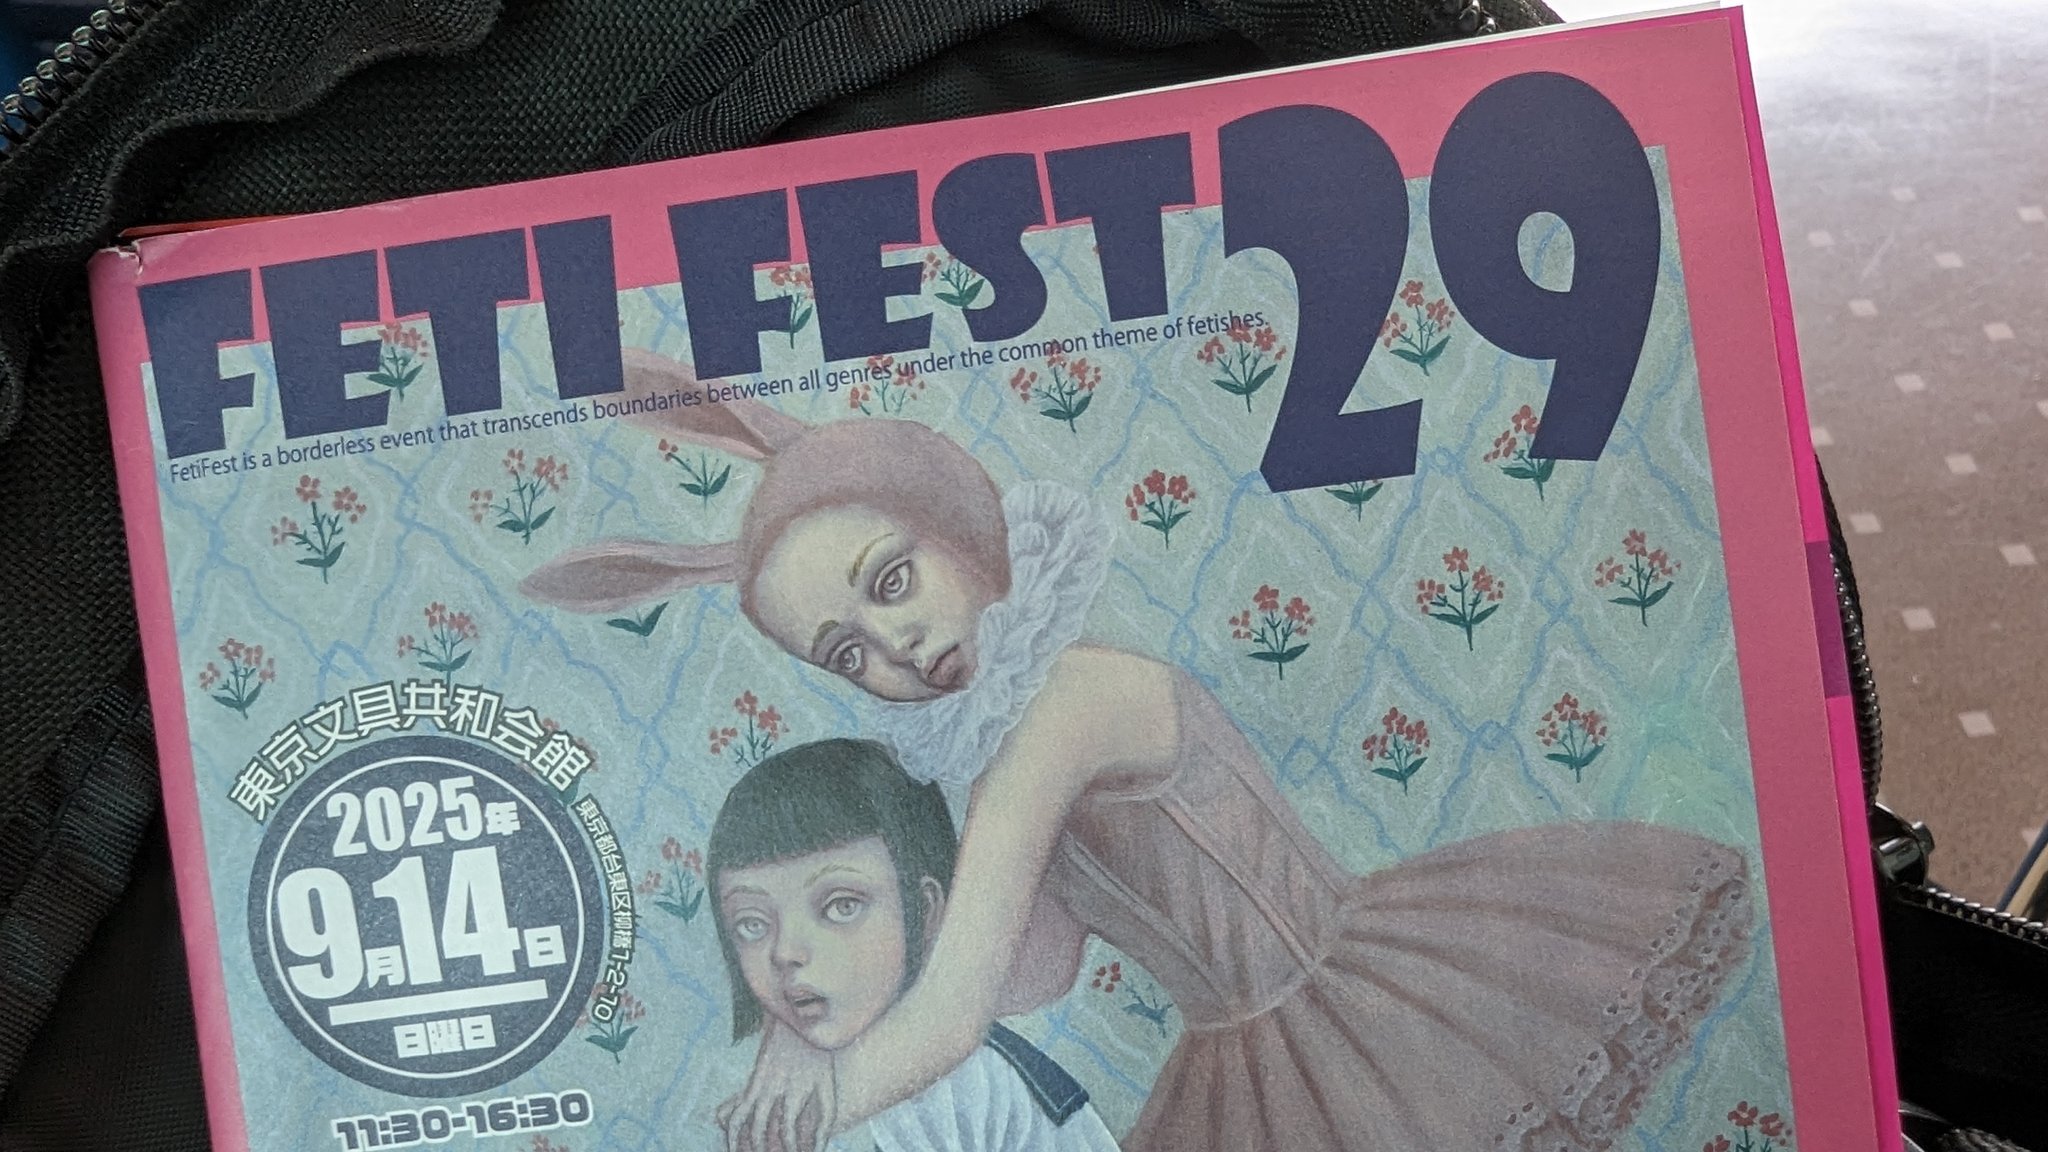 FETI FEST 29
FetiFest is a borderless event that transcends boundaries between all genres under the common theme of fetishes.
東京文具共和会館
東京都台東区柳橋1-2-10
2025年
9月14日
日曜日
11:30-16:30